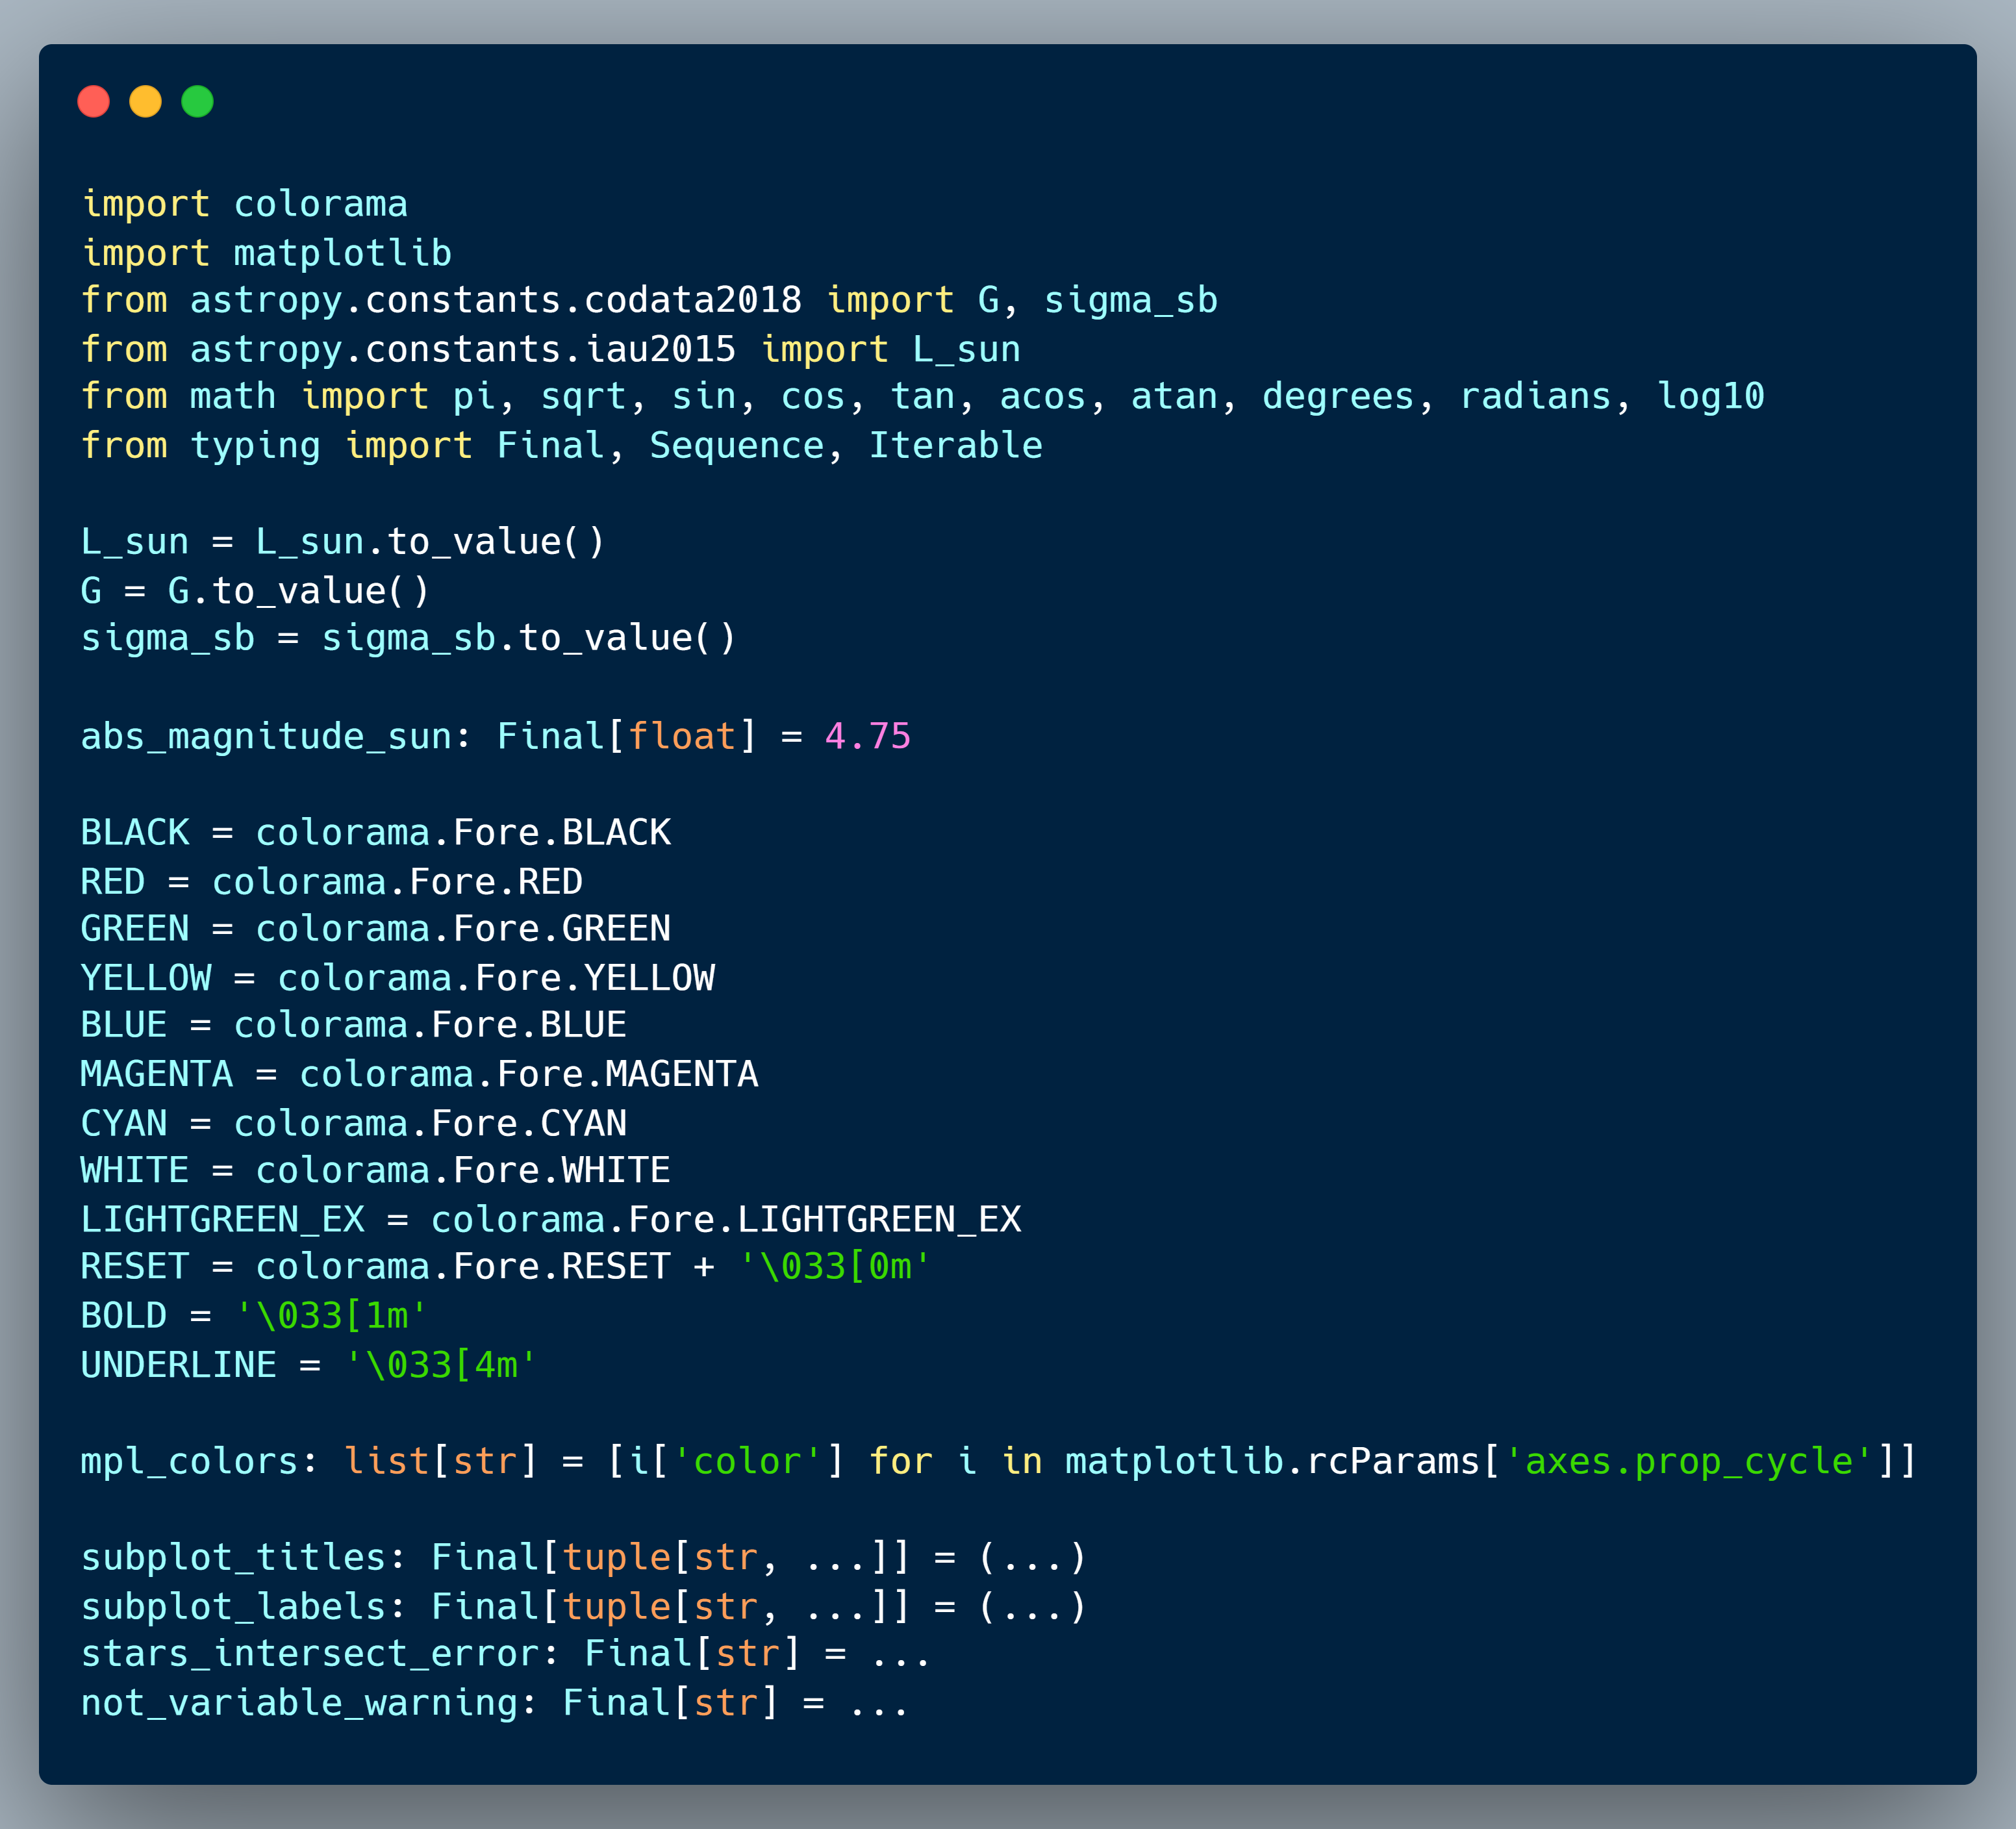 import colorama
import matplotlib
from astropy.constants.codata2018 import G, sigma_sb
from astropy.constants.iau2015 import L_sun
from math import pi, sqrt, sin, cos, tan, acos, atan, degrees, radians, log10
from typing import Final, Sequence, Iterable

L_sun = L_sun.to_value()
G = G.to_value()
sigma_sb = sigma_sb.to_value()

abs_magnitude_sun: Final[float] = 4.75

BLACK = colorama.Fore.BLACK
RED = colorama.Fore.RED
GREEN = colorama.Fore.GREEN
YELLOW = colorama.Fore.YELLOW
BLUE = colorama.Fore.BLUE
MAGENTA = colorama.Fore.MAGENTA
CYAN = colorama.Fore.CYAN
WHITE = colorama.Fore.WHITE
LIGHTGREEN_EX = colorama.Fore.LIGHTGREEN_EX
RESET = colorama.Fore.RESET + '\033[0m'
BOLD = '\033[1m'
UNDERLINE = '\033[4m'

mpl_colors: list[str] = [i['color'] for i in matplotlib.rcParams['axes.prop_cycle']]

subplot_titles: Final[tuple[str, ...]] = (...)
subplot_labels: Final[tuple[str, ...]] = (...)
stars_intersect_error: Final[str] = ...
not_variable_warning: Final[str] = ...